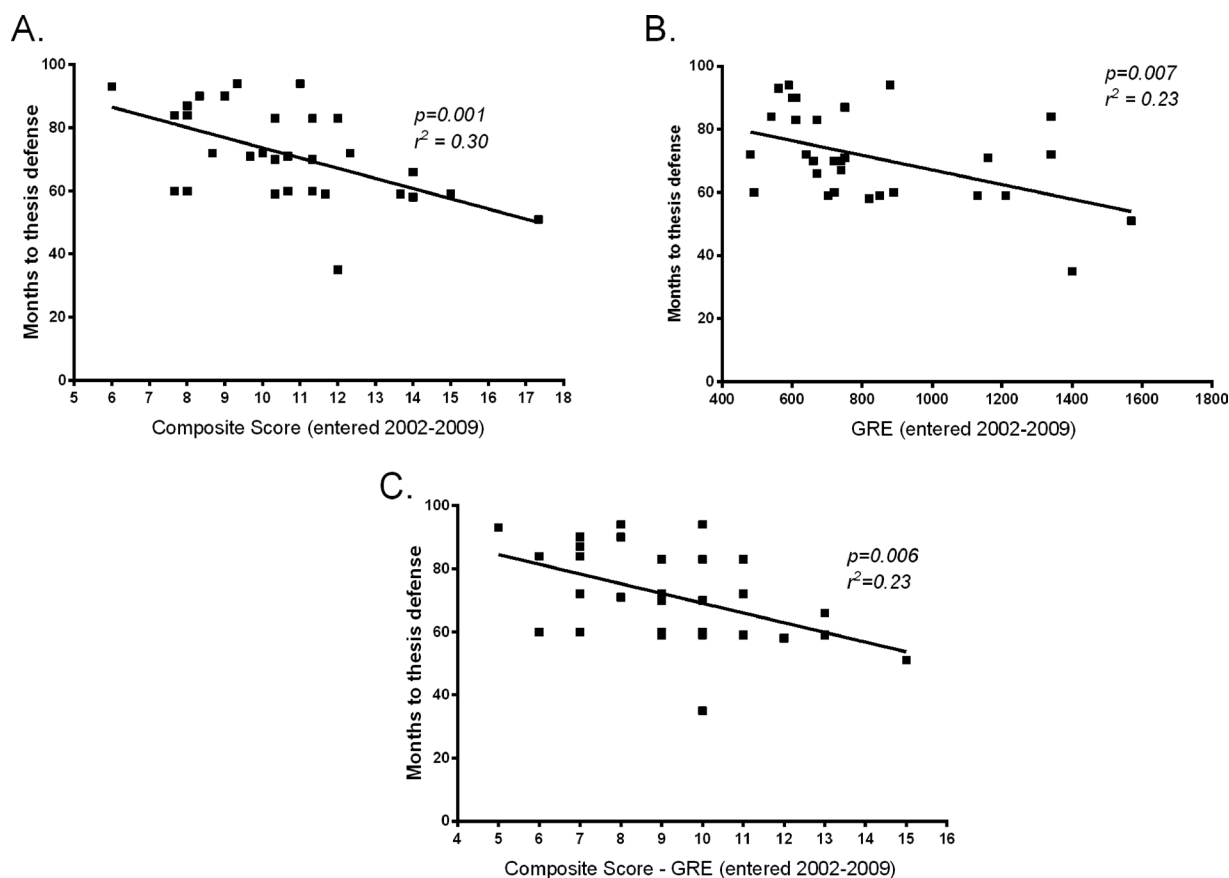 A.
Months to thesis defense
100
80
60
40
20
0
p=0.001
r² = 0.30
5 6 7 8 9 10 11 12 13 14 15 16 17 18
Composite Score (entered 2002-2009)
B.
Months to thesis defense
100
80
60
40
20
0
p=0.007
r² = 0.23
400 600 800 1000 1200 1400 1600 1800
GRE (entered 2002-2009)
C.
Months to thesis defense
100
80
60
40
20
0
p=0.006
r²=0.23
4 5 6 7 8 9 10 11 12 13 14 15 16
Composite Score - GRE (entered 2002-2009)